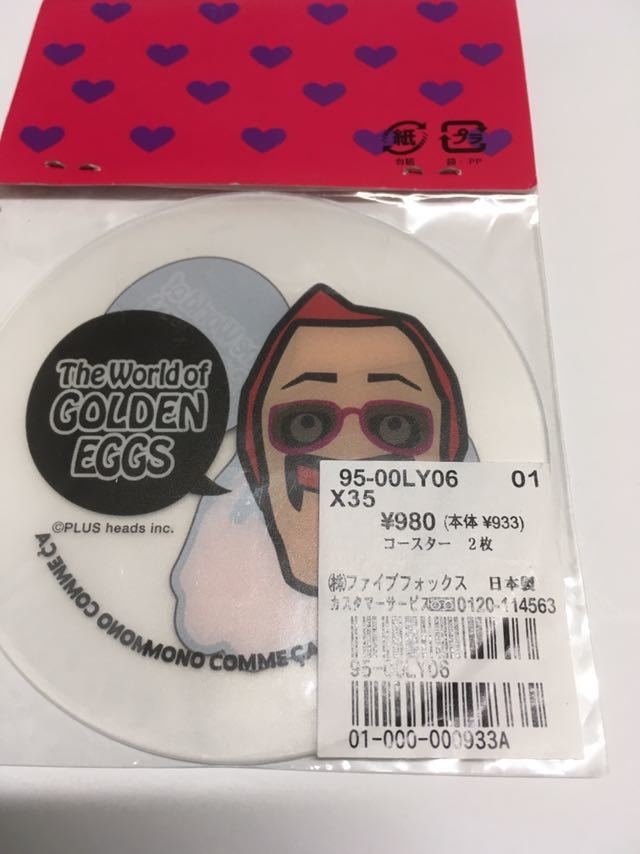 紙
プラ
台紙
袋：PP
The World of
GOLDEN
EGGS
©PLUS heads inc.
MONO COMME ÇA
95-00LY06 01
X35
¥980 (本体 ¥933)
コースター 2枚
㈱ファイブフォックス 日本製
カスタマーサービス 0120-114563
95-00LY06
01-000-000933A